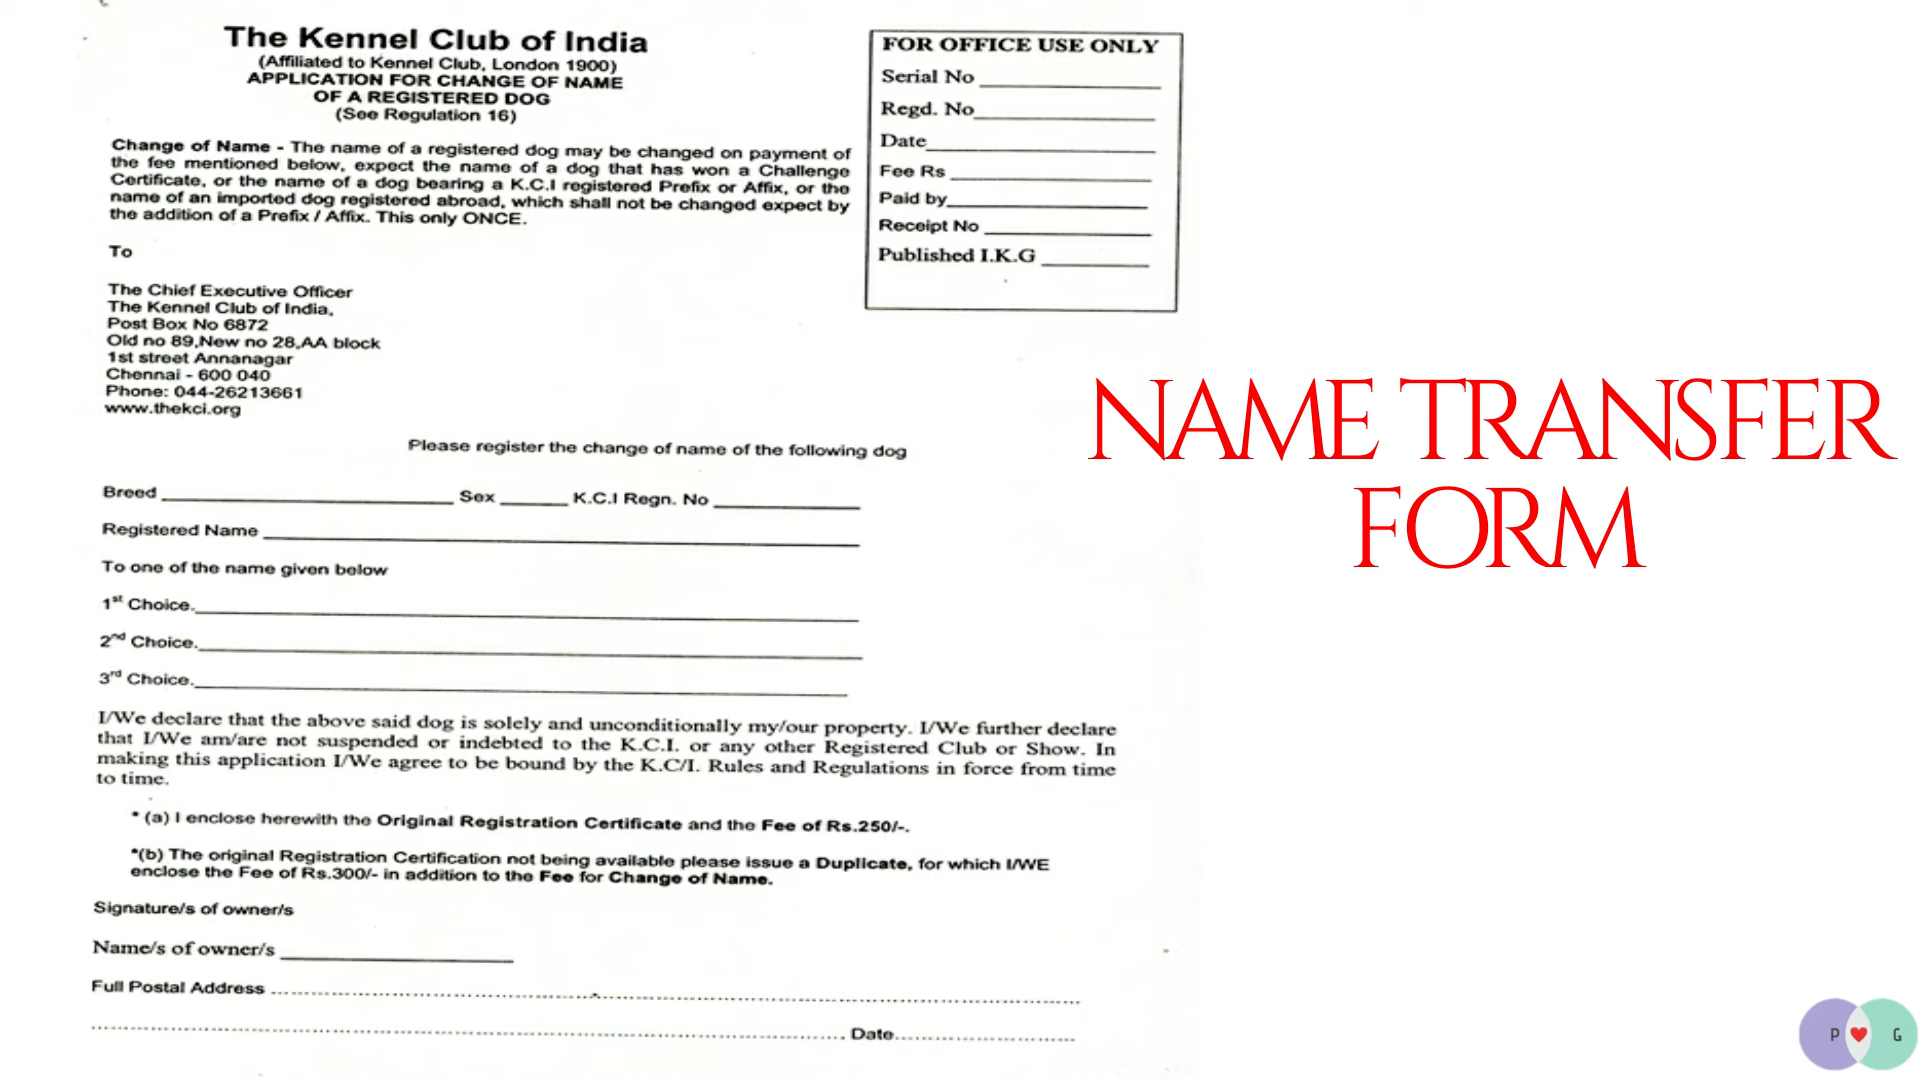 The Kennel Club of India
(Affiliated to Kennel Club, London 1900)
APPLICATION FOR CHANGE OF NAME
OF A REGISTERED DOG
(See Regulation 16)
Change of Name - The name of a registered dog may be changed on payment of
the fee mentioned below, expect the name of a dog that has won a Challenge
Certificate, or the name of a dog bearing a K.C.I registered Prefix or Affix, or the
name of an imported dog registered abroad, which shall not be changed expect by
the addition of a Prefix / Affix. This only ONCE.
FOR OFFICE USE ONLY
Serial No
Regd. No
Date
Fee Rs
Paid by
Receipt No
Published I.K.G
To
The Chief Executive Officer
The Kennel Club of India,
Post Box No 6872
Old no 89,New no 28,AA block
1st street Annanagar
Chennai - 600 040
Phone: 044-26213661
www.thekci.org
Please register the change of name of the following dog
Breed Sex K.C.I Regn. No
Registered Name
To one of the name given below
1st Choice.
2nd Choice.
3rd Choice.
I/We declare that the above said dog is solely and unconditionally my/our property. I/We further declare
that I/We am/are not suspended or indebted to the K.C.I. or any other Registered Club or Show. In
making this application I/We agree to be bound by the K.C/I. Rules and Regulations in force from time
to time.
* (a) I enclose herewith the Original Registration Certificate and the Fee of Rs.250/-.
*(b) The original Registration Certification not being available please issue a Duplicate, for which I/WE
enclose the Fee of Rs.300/- in addition to the Fee for Change of Name.
Signature/s of owner/s
Name/s of owner/s
Full Postal Address
Date
NAME TRANSFER
FORM
P G